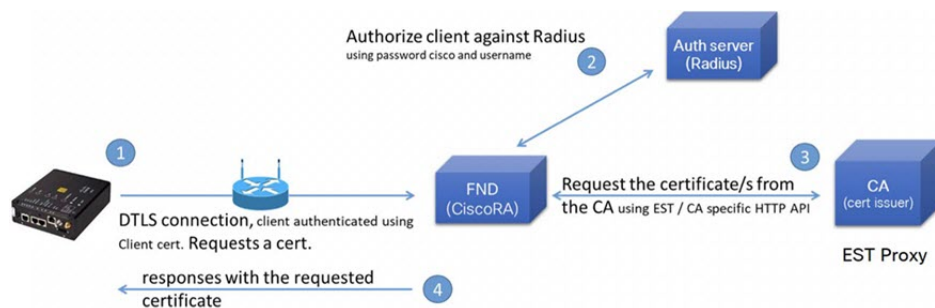 Authorize client against Radius
using password cisco and username
2
Auth server
(Radius)
1
3
FND
(CiscoRA)
Request the certificate/s from
the CA using EST / CA specific HTTP API
CA
(cert issuer)
DTLS connection, client authenticated using
Client cert. Requests a cert.
EST Proxy
responses with the requested
certificate
4